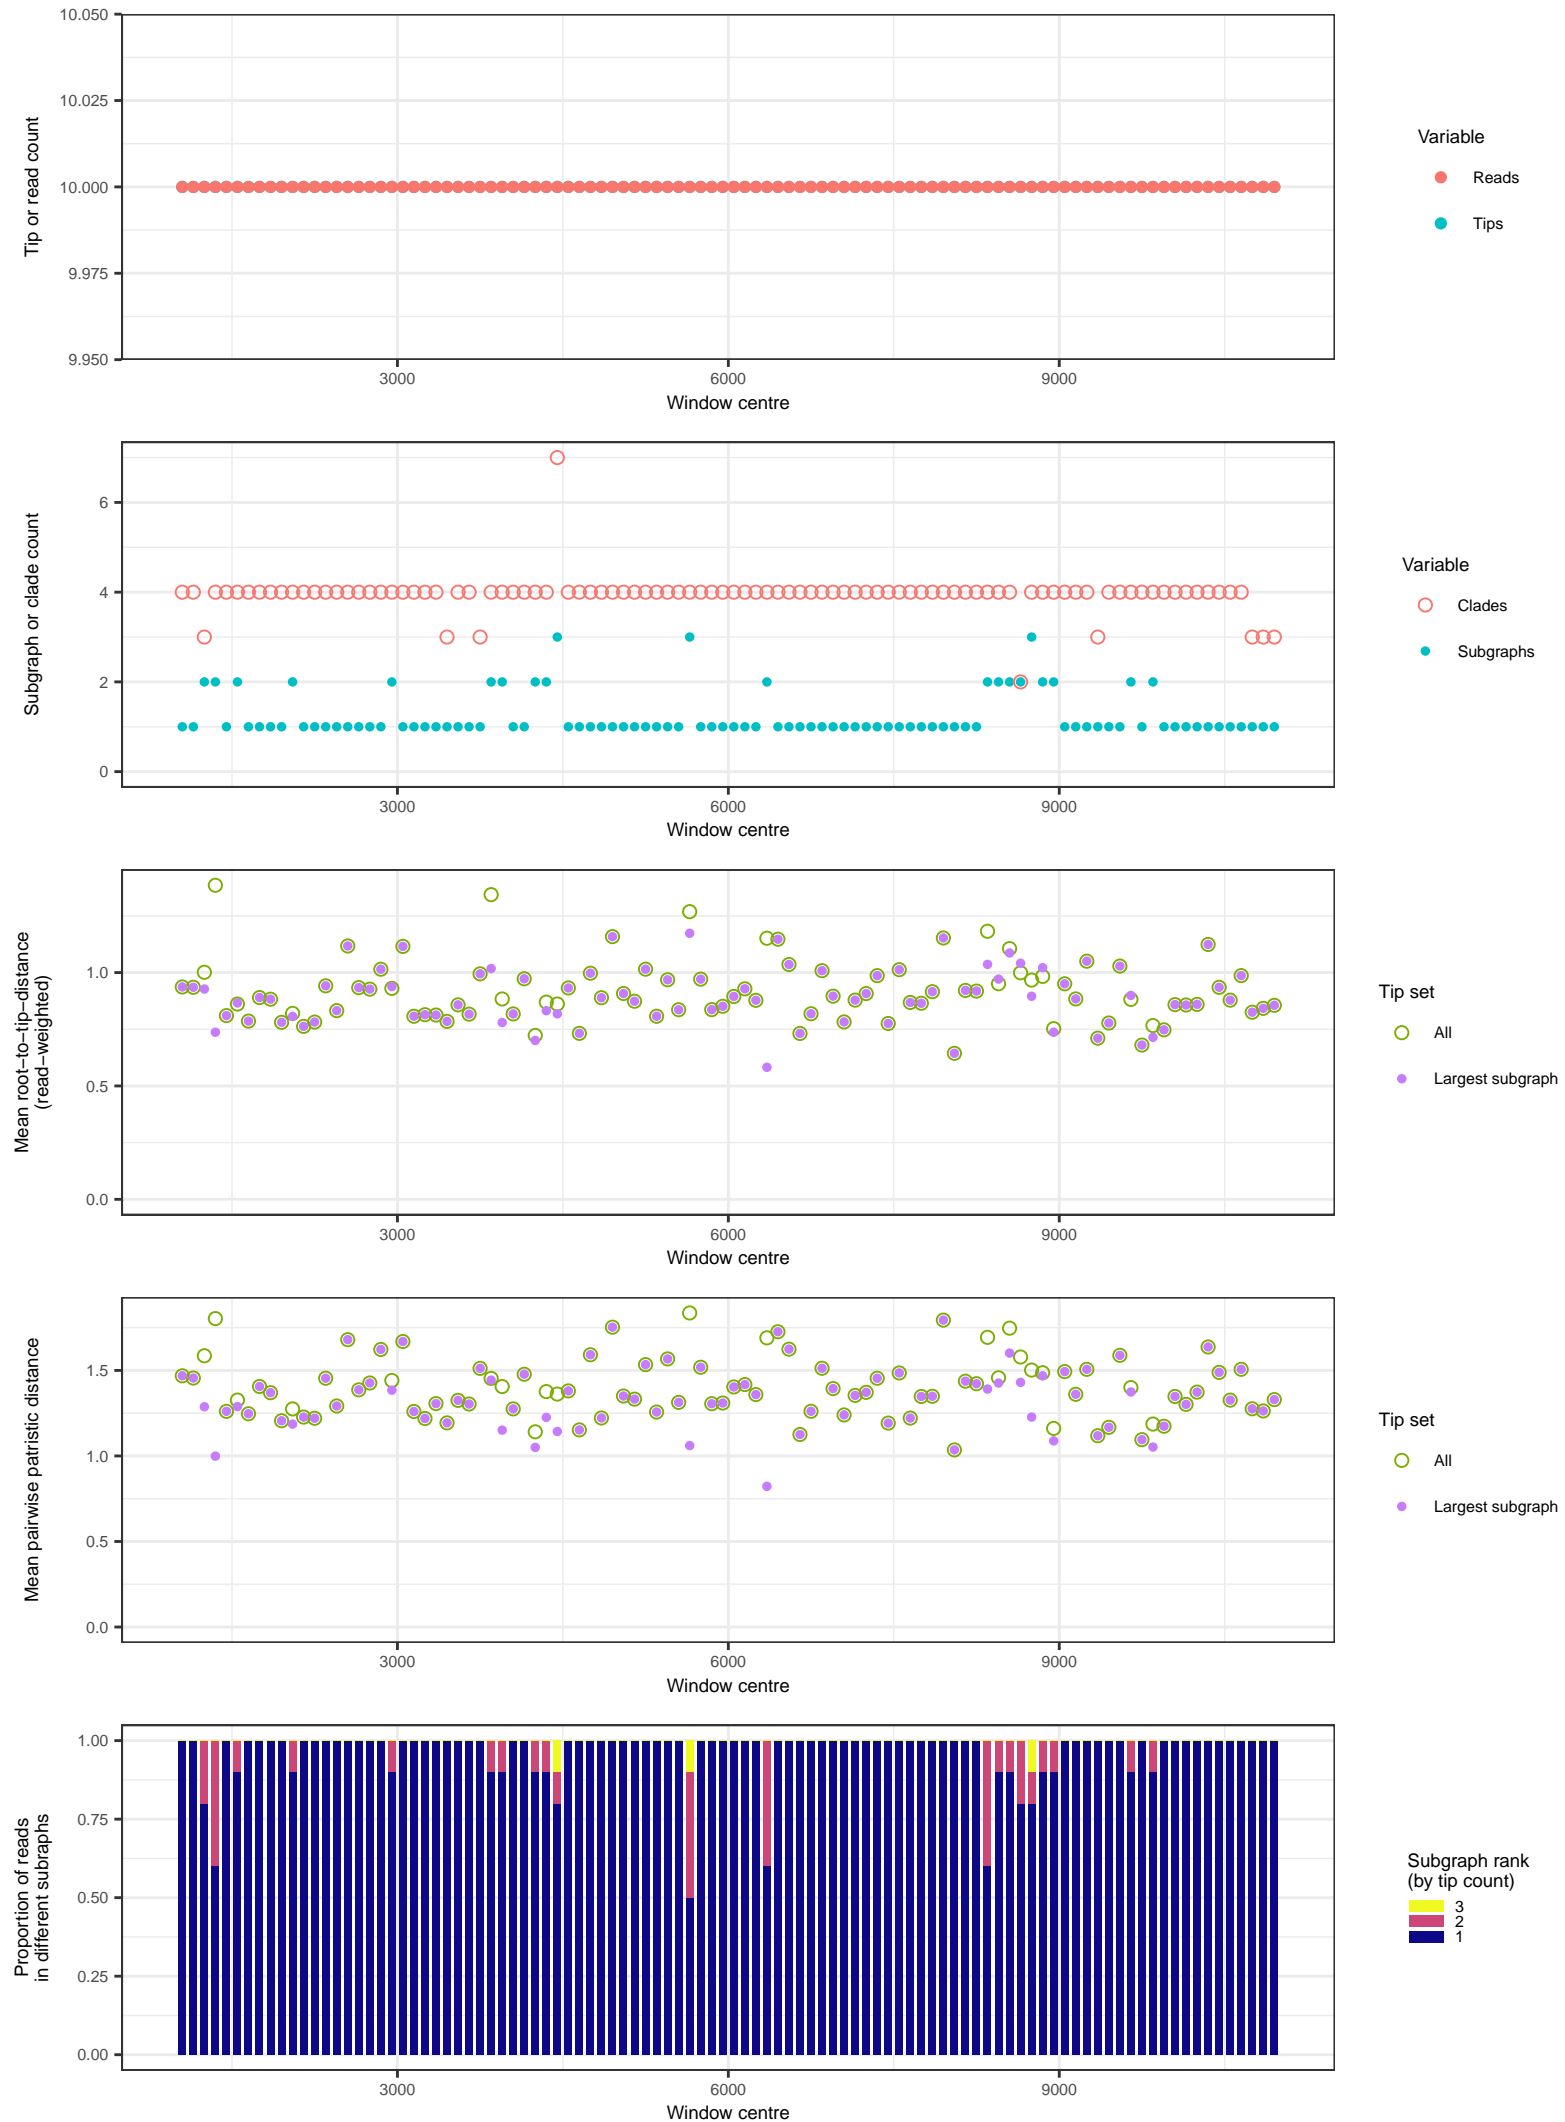 10.050
10.025
10.000
9.975
9.950
Tip or read count
3000 6000 9000
Window centre
Variable
Reads
Tips
6
4
2
0
Subgraph or clade count
3000 6000 9000
Window centre
Variable
Clades
Subgraphs
1.0
0.5
0.0
Mean root−to−tip−distance
(read−weighted)
3000 6000 9000
Window centre
Tip set
All
Largest subgraph
1.5
1.0
0.5
0.0
Mean pairwise patristic distance
3000 6000 9000
Window centre
Tip set
All
Largest subgraph
1.00
0.75
0.50
0.25
0.00
Proportion of reads
in different subraphs
3000 6000 9000
Window centre
Subgraph rank
(by tip count)
3
2
1